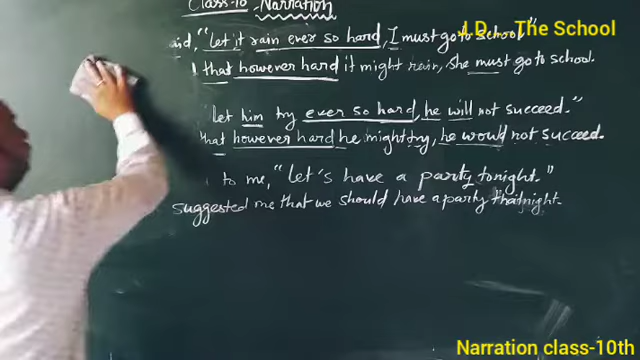 Class-10 Narration
J.D. The School
said, "let it rain ever so hard, I must go to school"
that however hard it might rain, she must go to school.
let him try ever so hard, he will not succeed."
that however hard he might try, he would not succeed.
to me, "Let's have a party tonight."
suggested me that we should have a party that night.
Narration class-10th